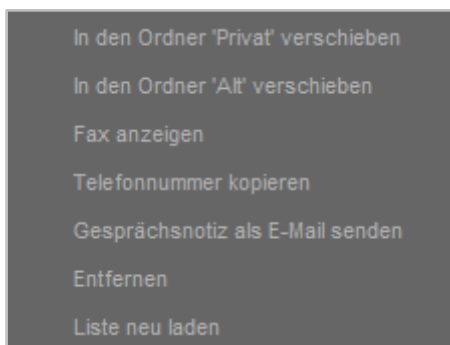 In den Ordner 'Privat' verschieben
In den Ordner 'Alt' verschieben
Fax anzeigen
Telefonnummer kopieren
Gesprächsnotiz als E-Mail senden
Entfernen
Liste neu laden